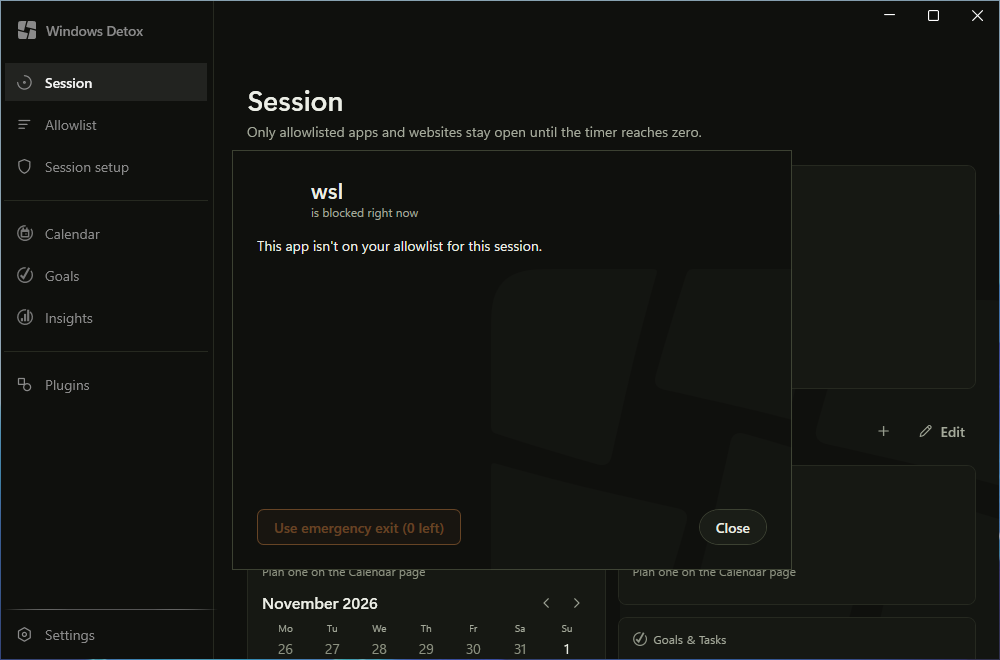 Windows Detox
Session
Allowlist
Session setup
Calendar
Goals
Insights
Plugins
Settings
Session
Only allowlisted apps and websites stay open until the timer reaches zero.
wsl
is blocked right now
This app isn't on your allowlist for this session.
Use emergency exit (0 left)
Close
Edit
Plan one on the Calendar page
Plan one on the Calendar page
November 2026
Mo Tu We Th Fr Sa Su
26 27 28 29 30 31 1
Goals & Tasks